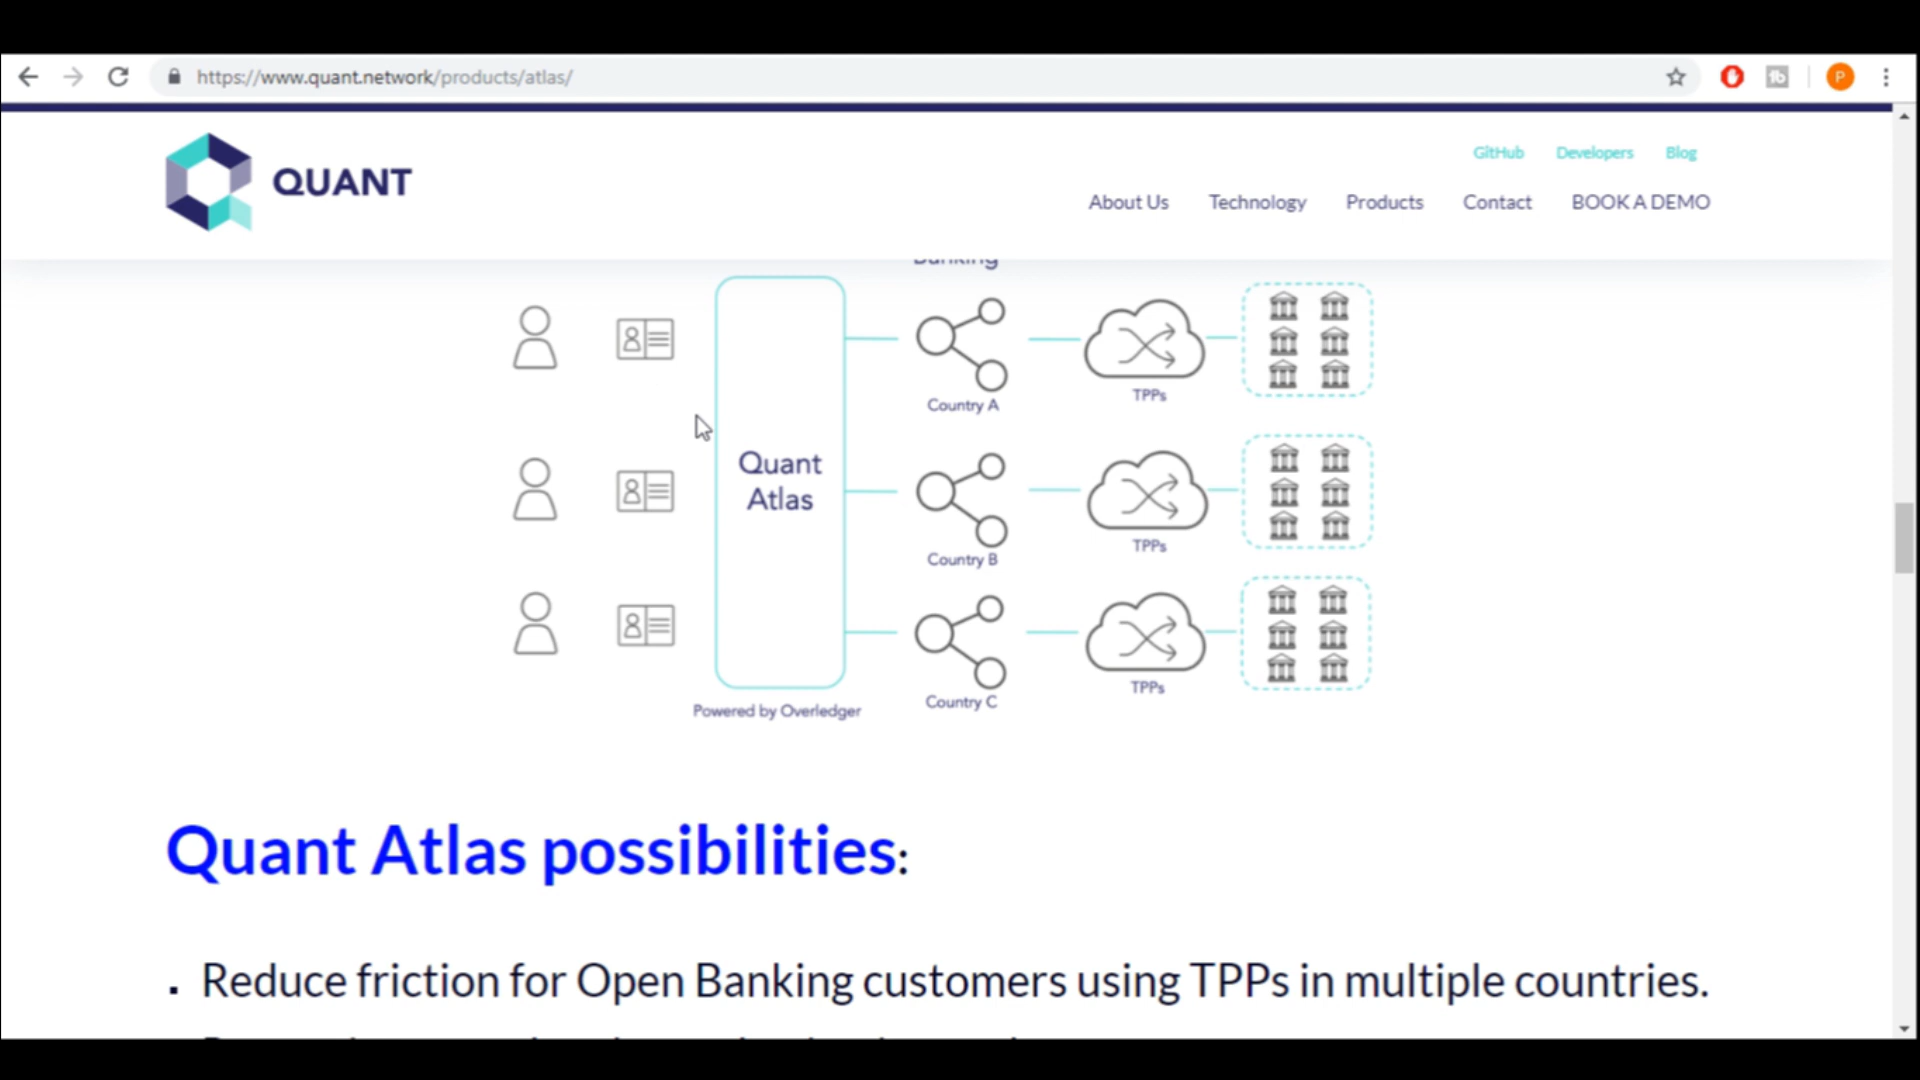 https://www.quant.network/products/atlas/
P
QUANT
GitHub Developers Blog
About Us Technology Products Contact BOOK A DEMO
Banking
Country A
TPPs
Quant
Atlas
Country B
TPPs
Country C
TPPs
Powered by Overledger
Quant Atlas possibilities:
Reduce friction for Open Banking customers using TPPs in multiple countries.